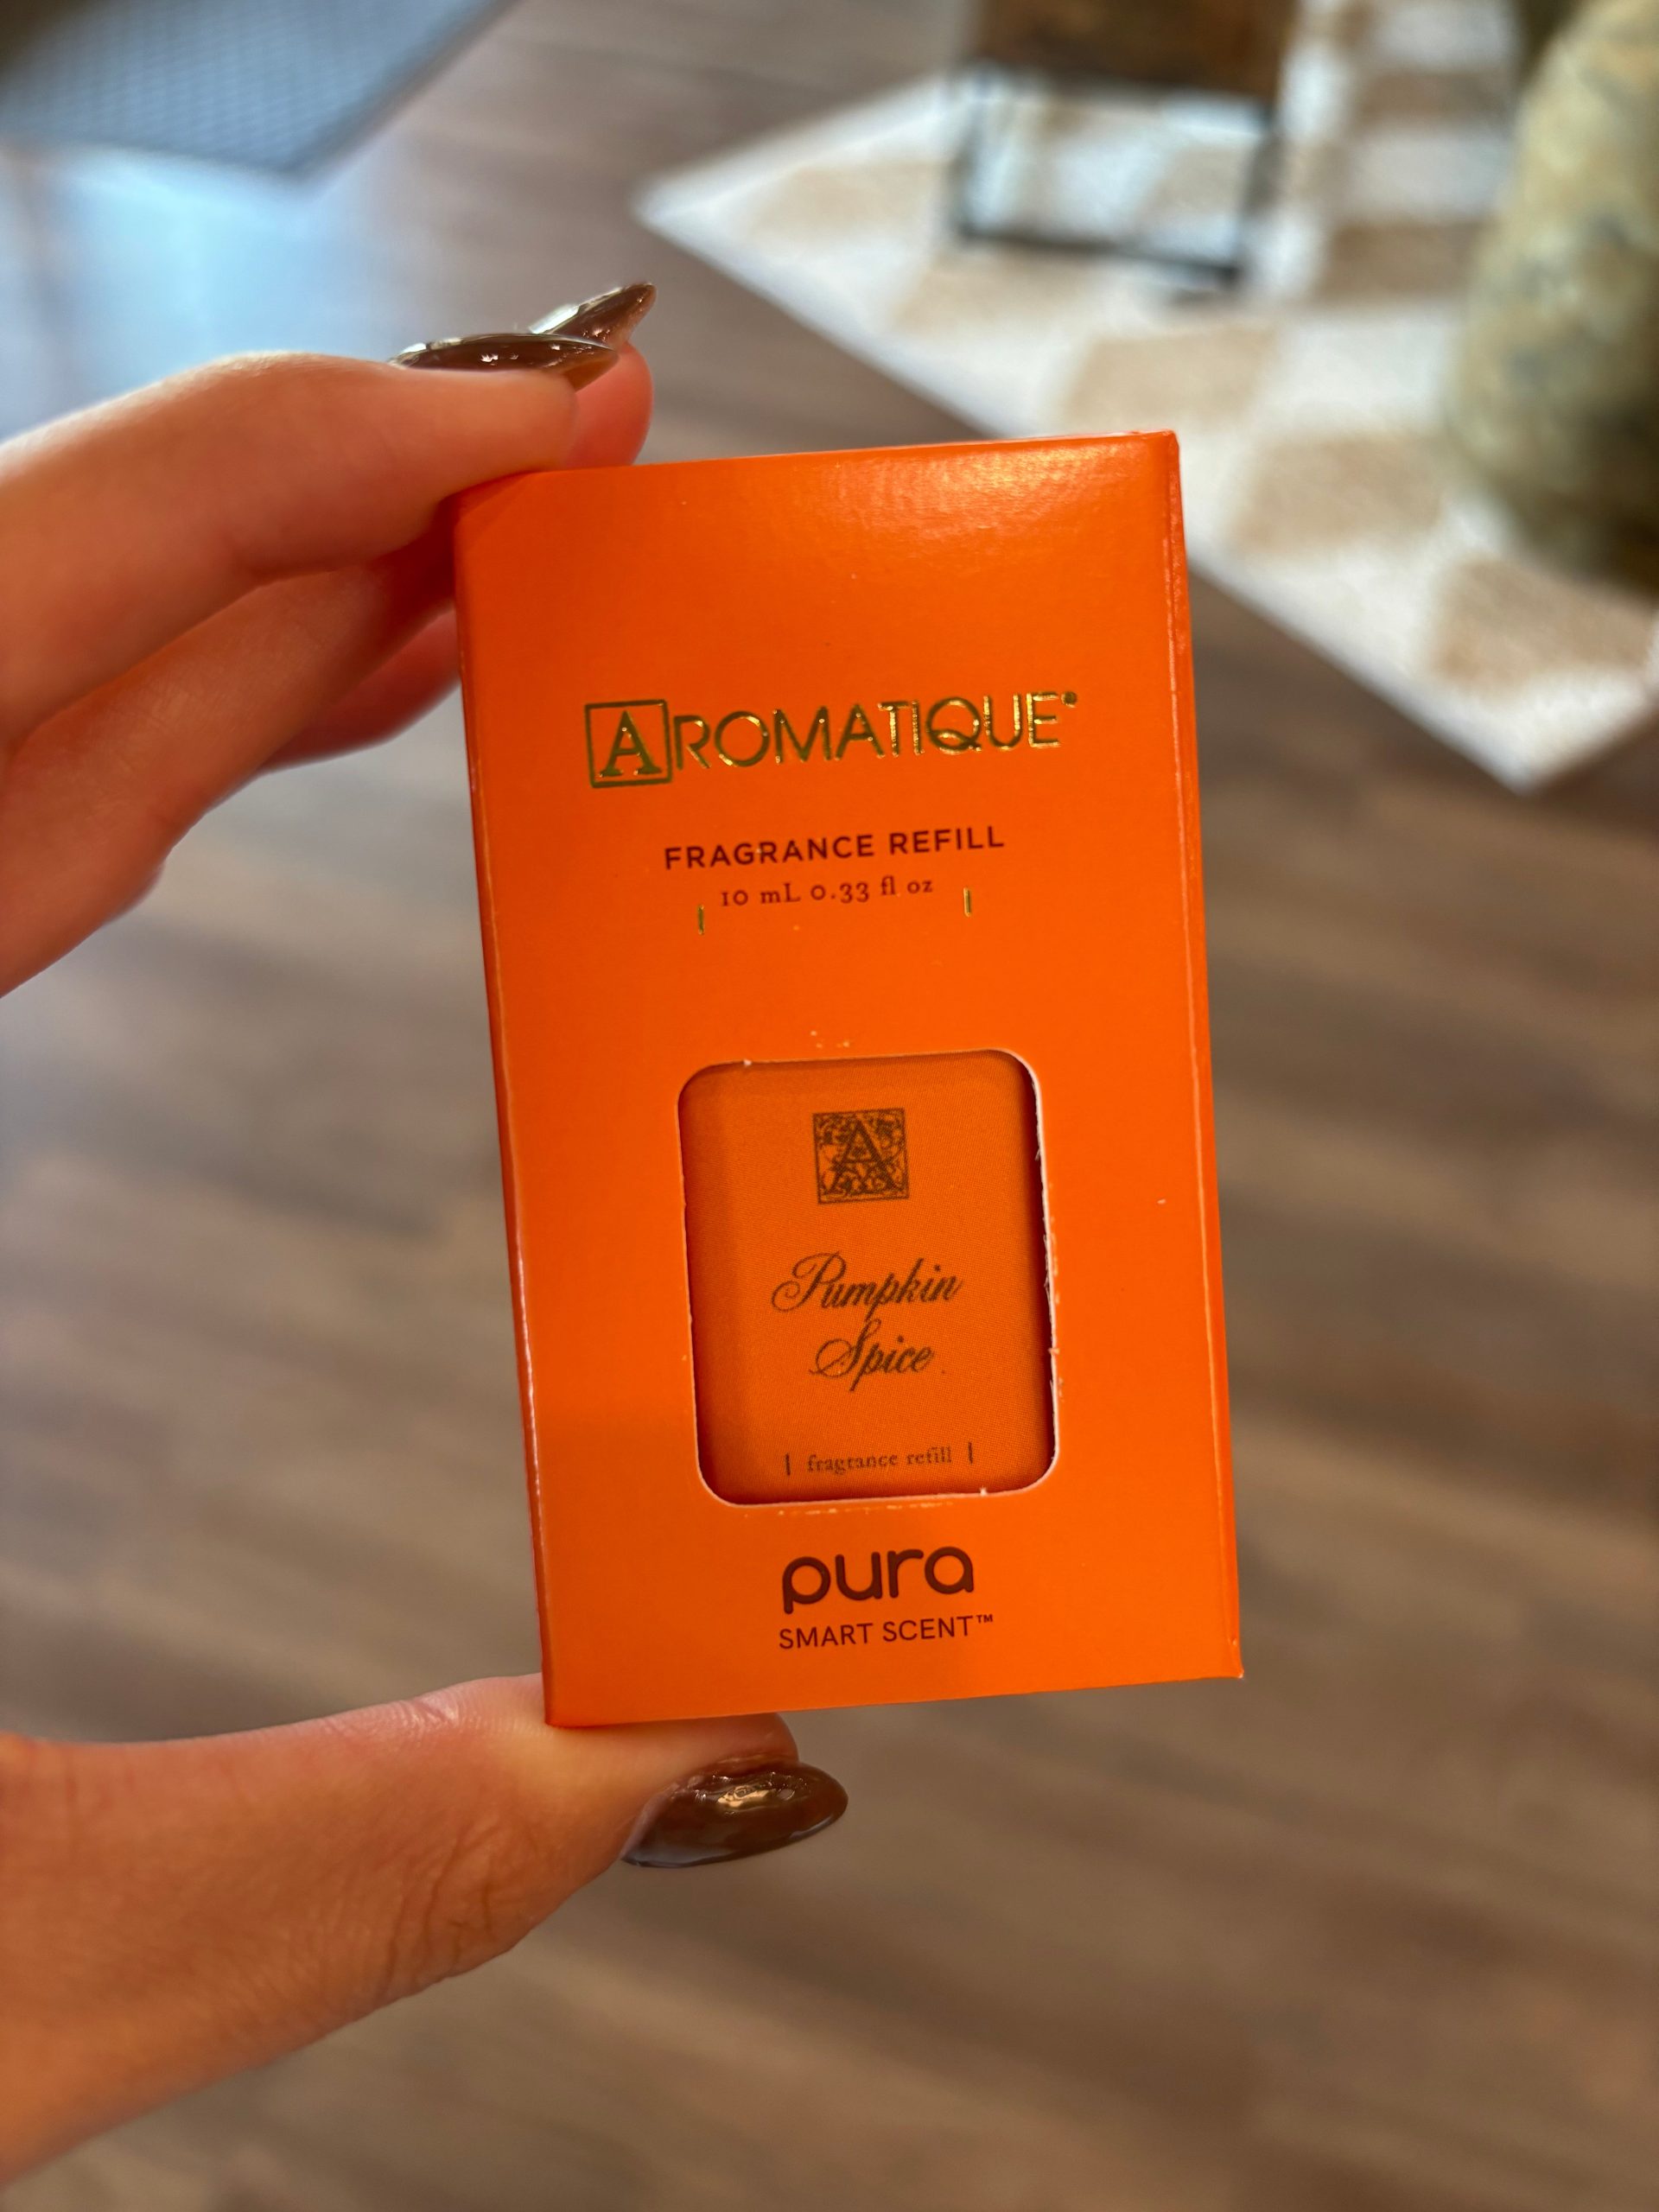 AROMATIQUE®
FRAGRANCE REFILL
10 mL 0.33 fl oz
A
Pumpkin
Spice
| fragrance refill |
pura
SMART SCENT™